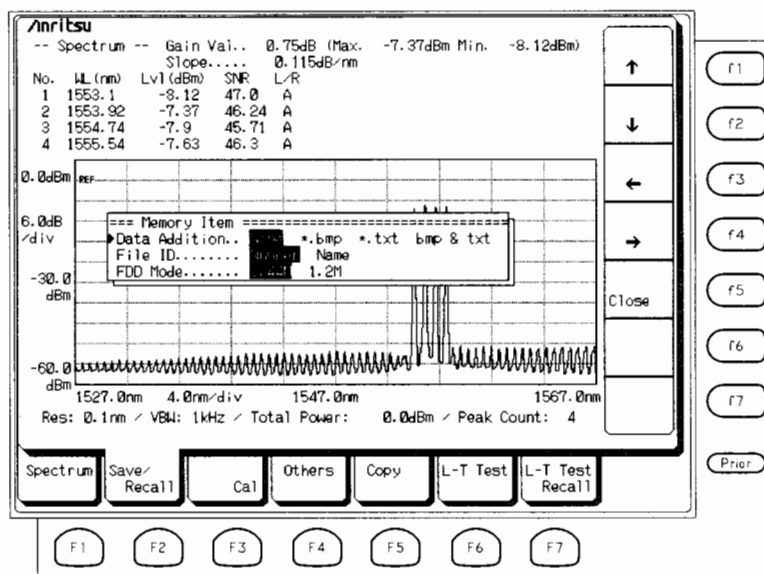 Anritsu
-- Spectrum -- Gain Val.. 0.75dB (Max. -7.37dBm Min. -8.12dBm)
Slope..... 0.115dB/nm
No. WL(nm) Lvl(dBm) SNR L/R
1 1553.1 -8.12 47.0 A
2 1553.92 -7.37 46.24 A
3 1554.74 -7.9 45.71 A
4 1555.54 -7.63 46.3 A
0.0dBm REF
6.0dB
/div
-30.0
dBm
-60.0
dBm
=== Memory Item ===
Data Addition.. *.bmp *.txt bmp & txt
File ID........ Name
FDD Mode....... 1.2M
1527.0nm 4.0nm/div 1547.0nm 1567.0nm
Res: 0.1nm / VBW: 1kHz / Total Power: 0.0dBm / Peak Count: 4
↑
↓
←
→
Close
Spectrum
Save/
Recall
Cal
Others
Copy
L-T Test
L-T Test
Recall
f1
f2
f3
f4
f5
f6
f7
Prior
F1 F2 F3 F4 F5 F6 F7